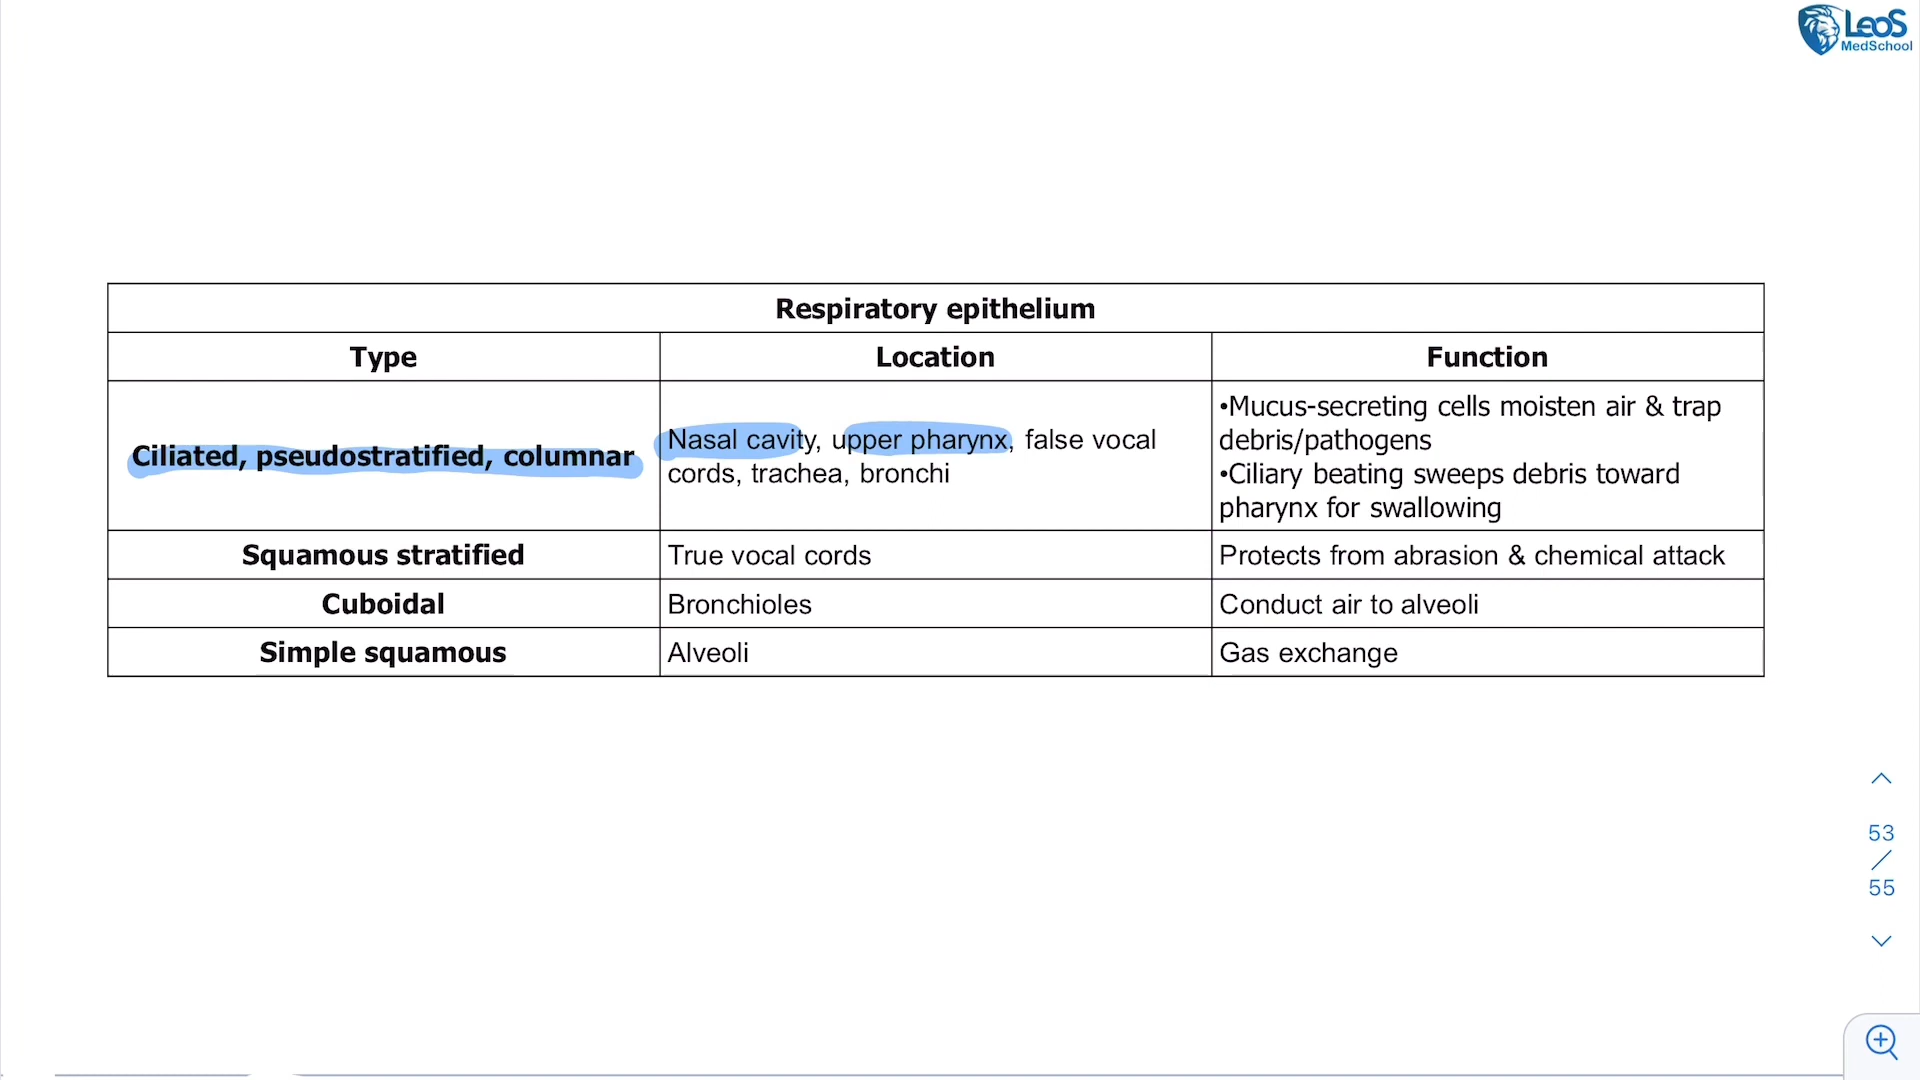 LeoS
MedSchool
Respiratory epithelium
Type
Location
Function
Ciliated, pseudostratified, columnar
Nasal cavity, upper pharynx, false vocal
cords, trachea, bronchi
•Mucus-secreting cells moisten air & trap
debris/pathogens
•Ciliary beating sweeps debris toward
pharynx for swallowing
Squamous stratified
True vocal cords
Protects from abrasion & chemical attack
Cuboidal
Bronchioles
Conduct air to alveoli
Simple squamous
Alveoli
Gas exchange
53
/
55